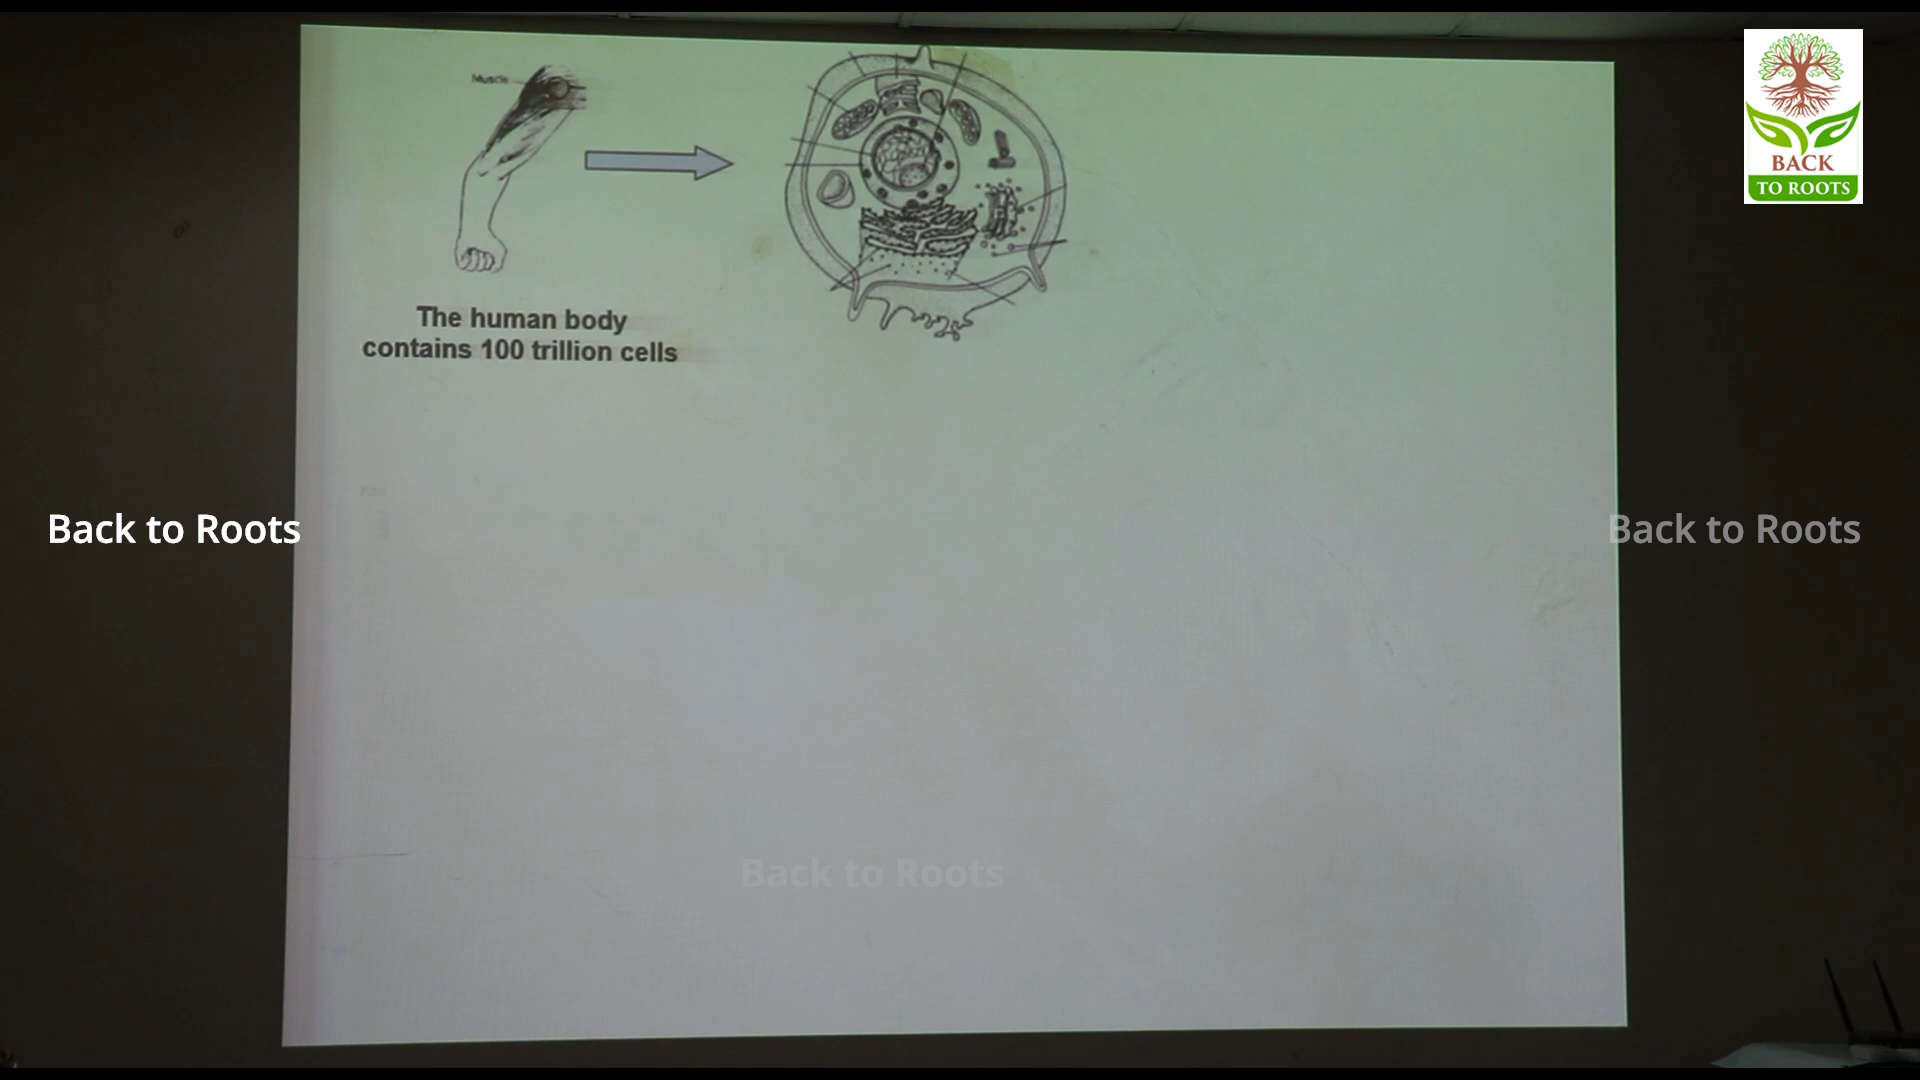 Muscle
The human body
contains 100 trillion cells
BACK
TO ROOTS
Back to Roots
Back to Roots
Back to Roots